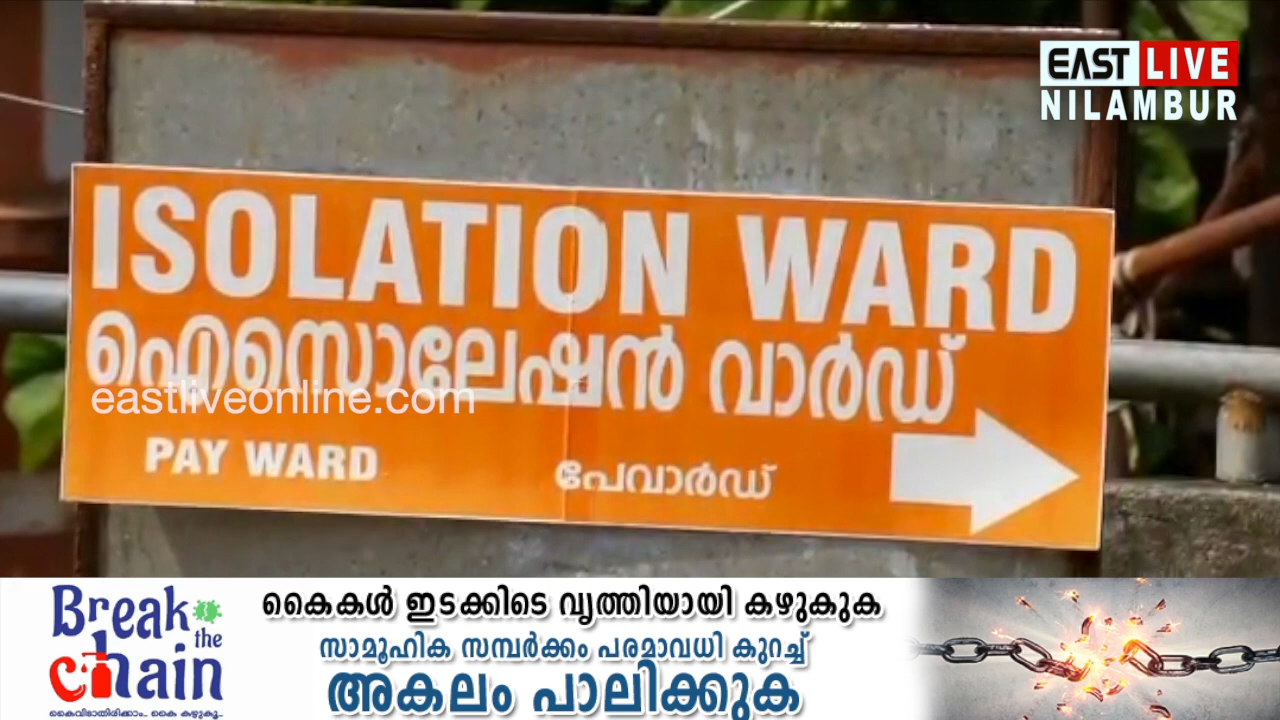 EAST LIVE
NILAMBUR
ISOLATION WARD
ഐസൊലേഷൻ വാർഡ്
eastliveonline.com
PAY WARD
പേവാർഡ്
Break the chain
കൈവിടാതിരിക്കാം.. കൈ കഴുകൂ..
കൈകൾ ഇടക്കിടെ വൃത്തിയായി കഴുകുക
സാമൂഹിക സമ്പർക്കം പരമാവധി കുറച്ച്
അകലം പാലിക്കുക